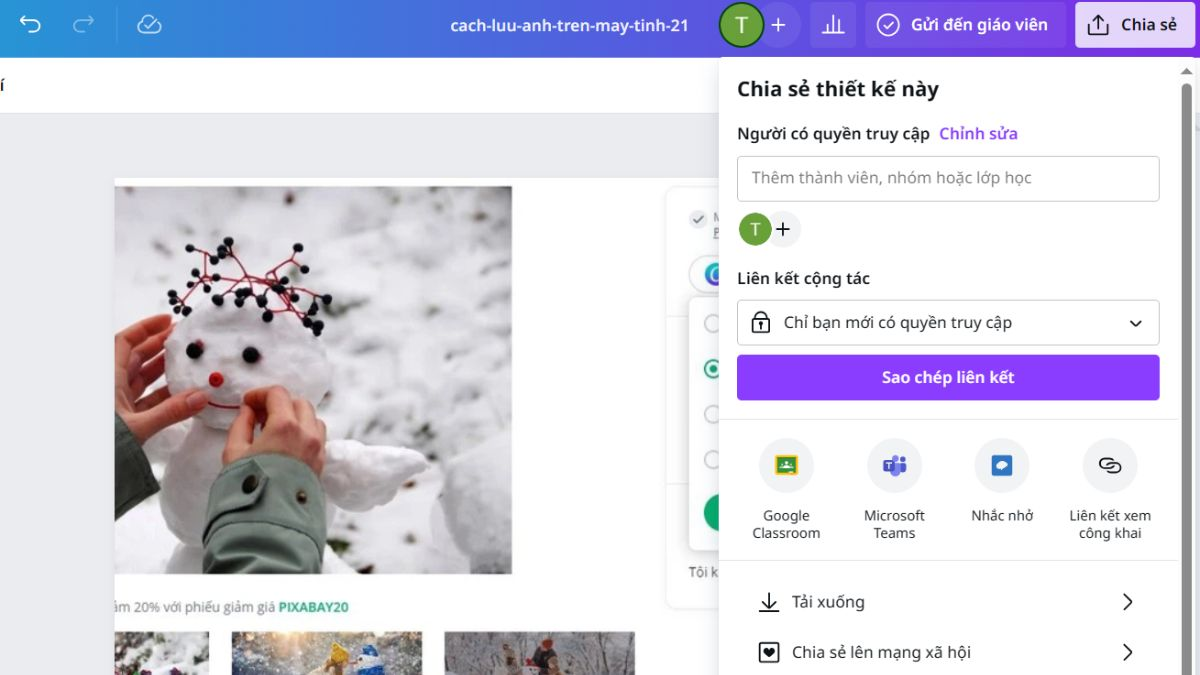 cach-luu-anh-tren-may-tinh-21
T
Gửi đến giáo viên
Chia sẻ
Chia sẻ thiết kế này
Người có quyền truy cập Chỉnh sửa
Thêm thành viên, nhóm hoặc lớp học
T
Liên kết cộng tác
Chỉ bạn mới có quyền truy cập
Sao chép liên kết
Google
Classroom
Microsoft
Teams
Nhắc nhở
Liên kết xem
công khai
Tôi
20% với phiếu giảm giá PIXABAY20
Tải xuống
Chia sẻ lên mạng xã hội